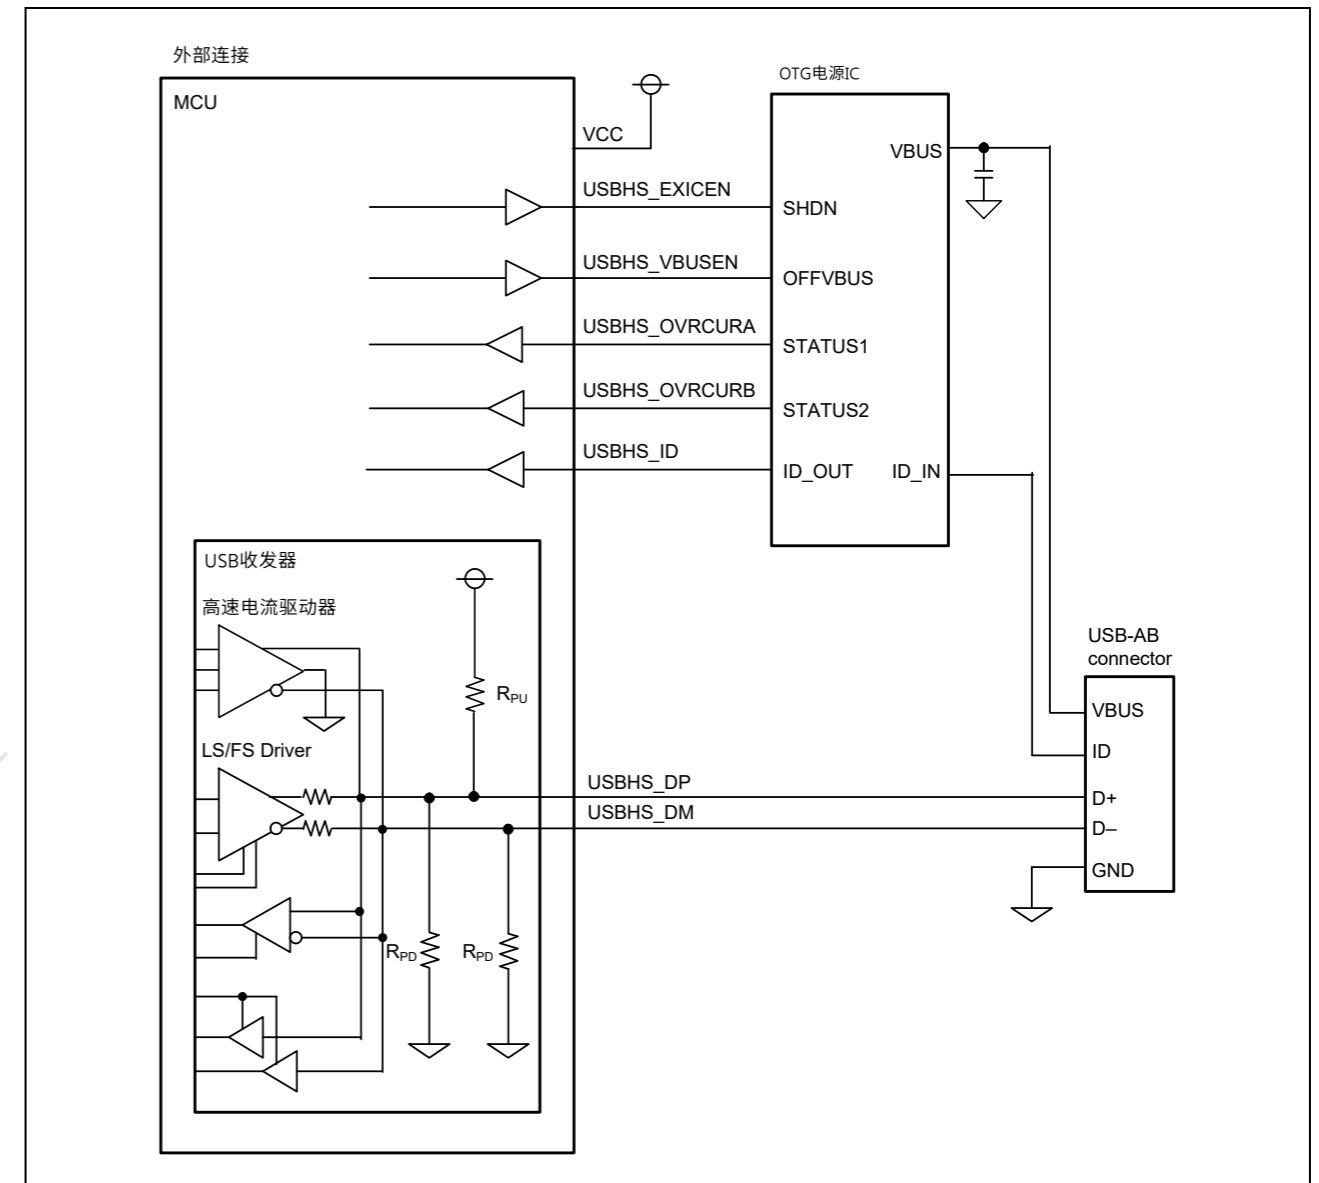 外部连接
MCU
OTG电源IC
VCC
VBUS
USBHS_EXICEN
SHDN
USBHS_VBUSEN
OFFVBUS
USBHS_OVRCURA
STATUS1
USBHS_OVRCURB
STATUS2
USBHS_ID
ID_OUT
ID_IN
USB收发器
高速电流驱动器
RPU
LS/FS Driver
USBHS_DP
USBHS_DM
RPD
RPD
USB-AB
connector
VBUS
ID
D+
D–
GND